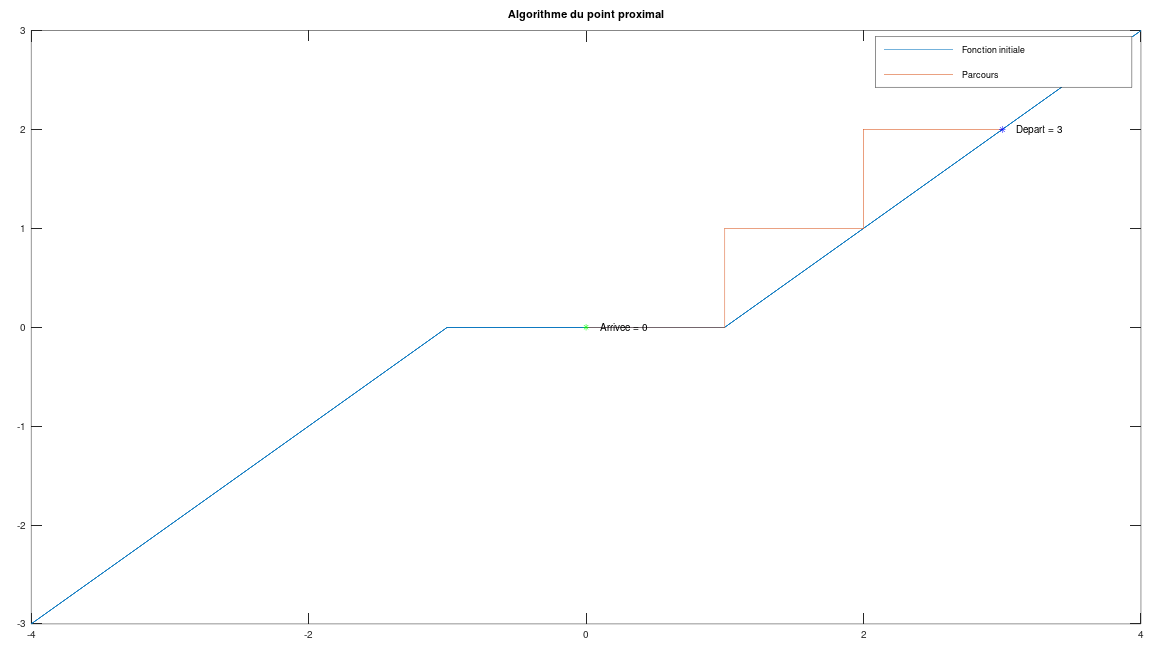 Algorithme du point proximal
3
Fonction initiale
Parcours
2
Depart = 3
1
0
Arrivee = 0
-1
-2
-3
-4
-2
0
2
4